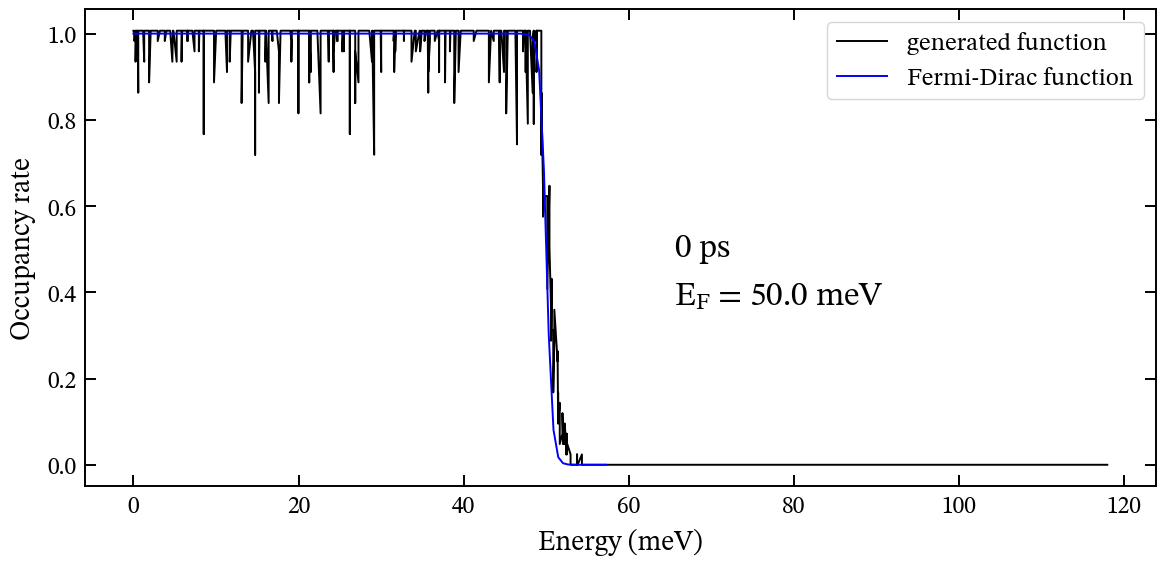 generated function
Fermi-Dirac function
Occupancy rate
1.0
0.8
0.6
0.4
0.2
0.0
0 ps
E_F = 50.0 meV
0 20 40 60 80 100 120
Energy (meV)